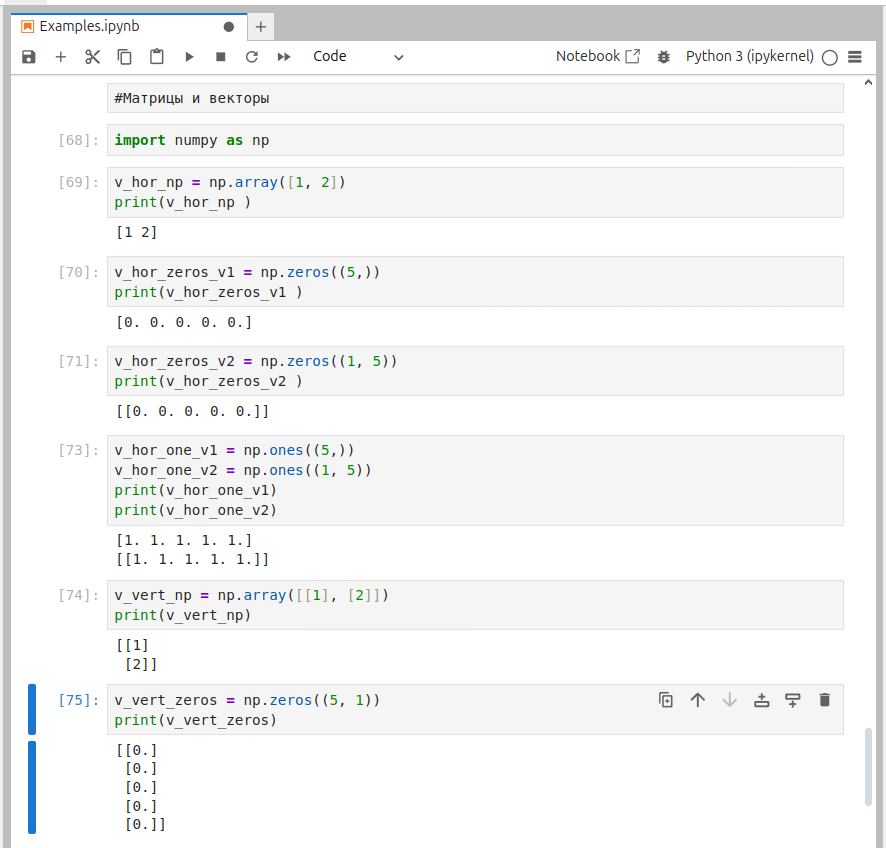 Examples.ipynb
Code
Notebook
Python 3 (ipykernel)
#Матрицы и векторы
[68]:
import numpy as np
[69]:
v_hor_np = np.array([1, 2])
print(v_hor_np )
[1 2]
[70]:
v_hor_zeros_v1 = np.zeros((5,))
print(v_hor_zeros_v1 )
[0. 0. 0. 0. 0.]
[71]:
v_hor_zeros_v2 = np.zeros((1, 5))
print(v_hor_zeros_v2 )
[[0. 0. 0. 0. 0.]]
[73]:
v_hor_one_v1 = np.ones((5,))
v_hor_one_v2 = np.ones((1, 5))
print(v_hor_one_v1)
print(v_hor_one_v2)
[1. 1. 1. 1. 1.]
[[1. 1. 1. 1. 1.]]
[74]:
v_vert_np = np.array([[1], [2]])
print(v_vert_np)
[[1]
 [2]]
[75]:
v_vert_zeros = np.zeros((5, 1))
print(v_vert_zeros)
[[0.]
 [0.]
 [0.]
 [0.]
 [0.]]